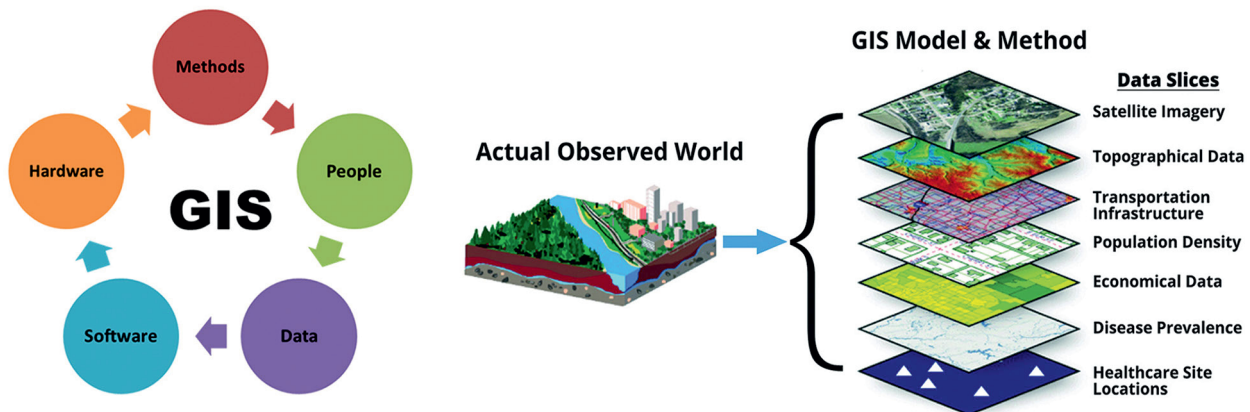 Methods
Hardware
People
GIS
Software
Data
Actual Observed World
GIS Model & Method
Data Slices
Satellite Imagery
Topographical Data
Transportation
Infrastructure
Population Density
Economical Data
Disease Prevalence
Healthcare Site
Locations